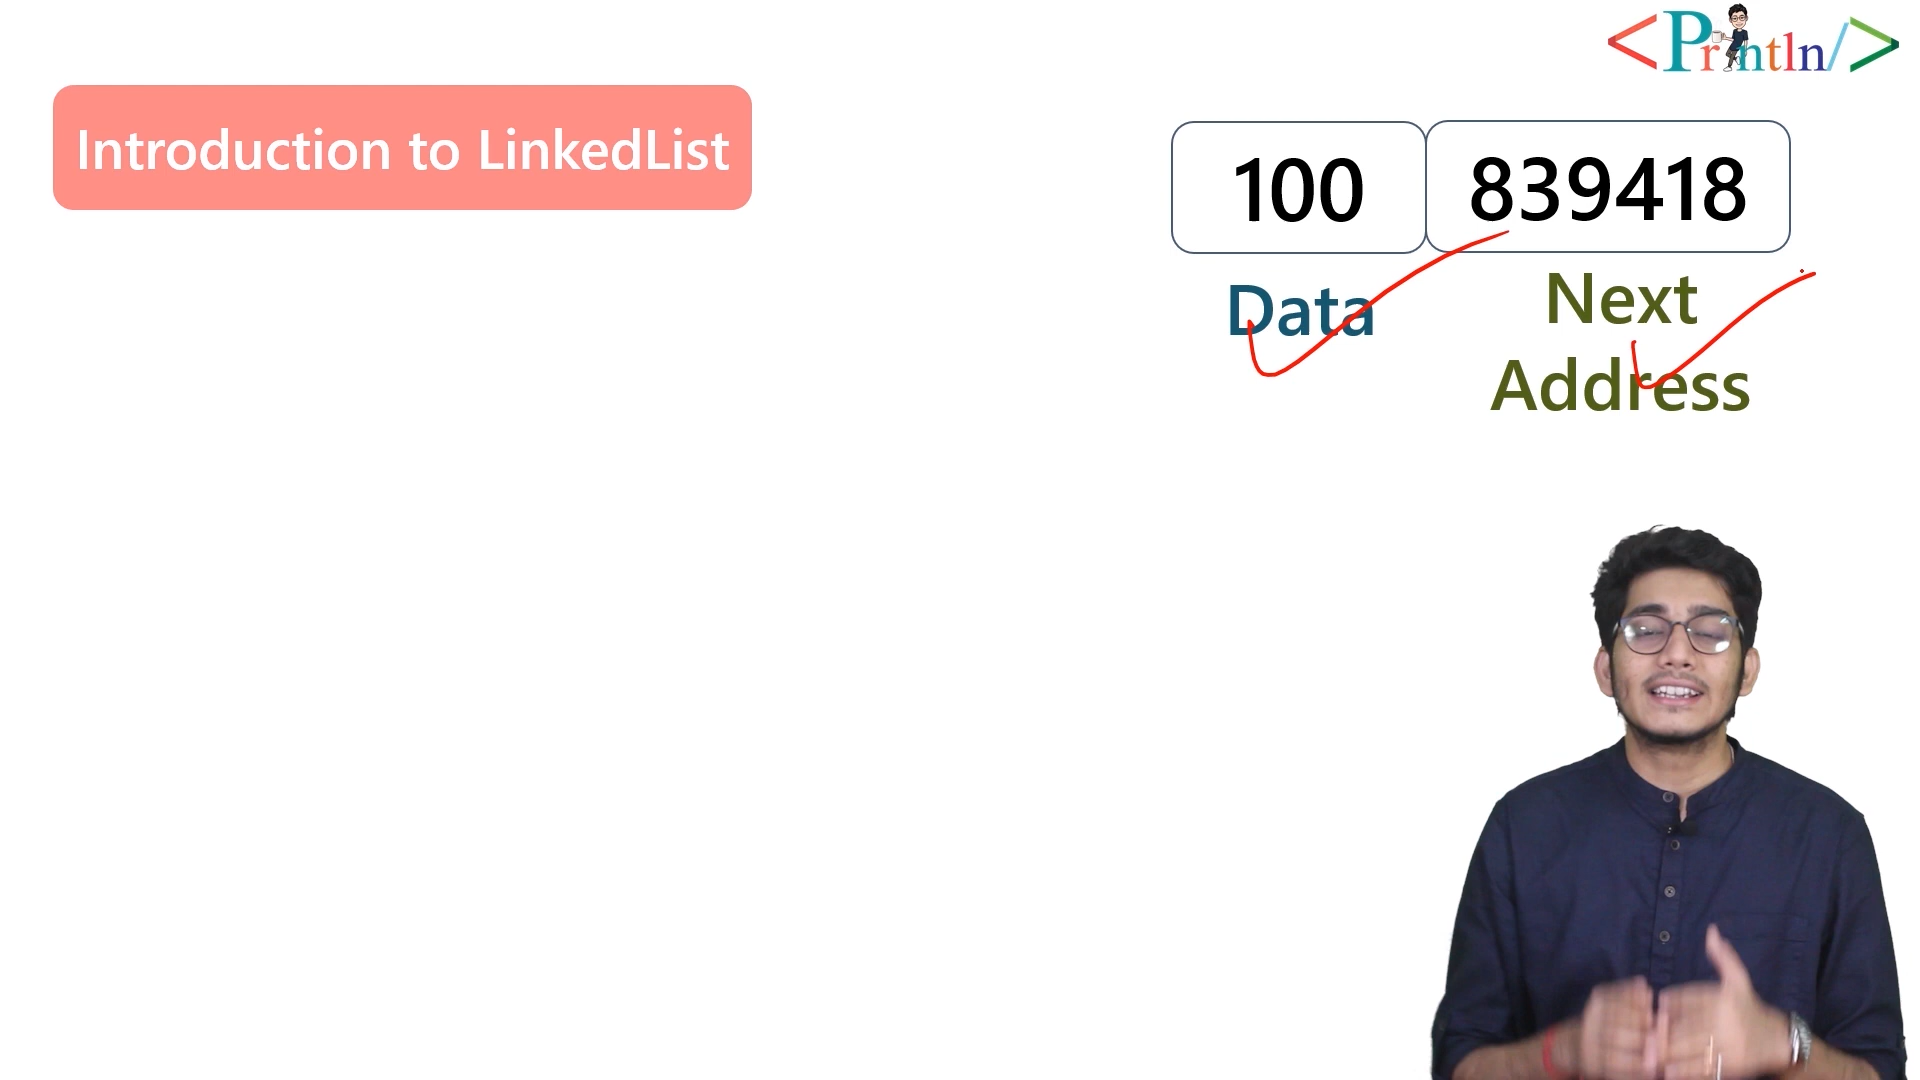 <Println/>
Introduction to LinkedList
100 839418
Data
Next
Address